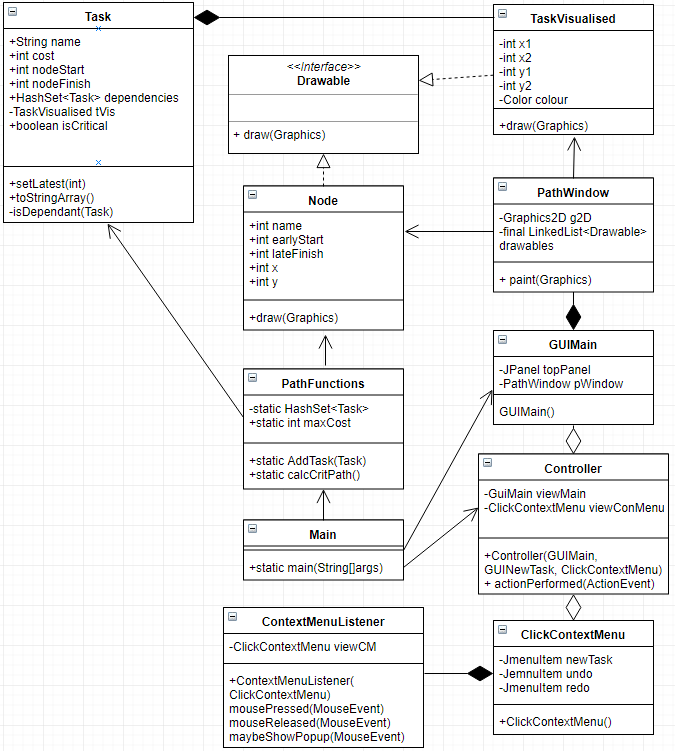 Task
+String name
+int cost
+int nodeStart
+int nodeFinish
+HashSet<Task> dependencies
-TaskVisualised tVis
+boolean isCritical
+setLatest(int)
+toStringArray()
-isDependant(Task)
<<Interface>>
Drawable
+ draw(Graphics)
TaskVisualised
-int x1
-int x2
-int y1
-int y2
-Color colour
+draw(Graphics)
Node
+int name
+int earlyStart
+int lateFinish
+int x
+int y
+draw(Graphics)
PathWindow
-Graphics2D g2D
-final LinkedList<Drawable>
drawables
+ paint(Graphics)
GUIMain
-JPanel topPanel
-PathWindow pWindow
GUIMain()
PathFunctions
-static HashSet<Task>
+static int maxCost
+static AddTask(Task)
+static calcCritPath()
Controller
-GuiMain viewMain
-ClickContextMenu viewConMenu
+Controller(GUIMain,
GUINewTask, ClickContextMenu)
+ actionPerformed(ActionEvent)
Main
+static main(String[]args)
ContextMenuListener
-ClickContextMenu viewCM
+ContextMenuListener(
ClickContextMenu)
mousePressed(MouseEvent)
mouseReleased(MouseEvent)
maybeShowPopup(MouseEvent)
ClickContextMenu
-JmenuItem newTask
-JemnuItem undo
-JmenuItem redo
+ClickContextMenu()